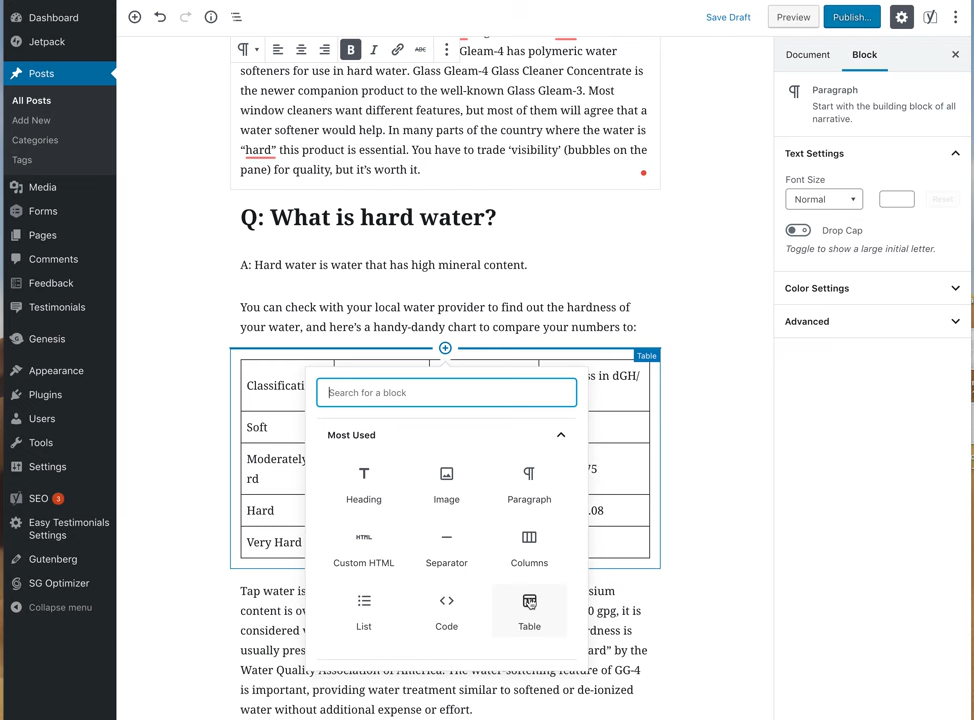 Dashboard
Jetpack
Posts
All Posts
Add New
Categories
Tags
Media
Forms
Pages
Comments
Feedback
Testimonials
Genesis
Appearance
Plugins
Users
Tools
Settings
SEO 3
Easy Testimonials
Settings
Gutenberg
SG Optimizer
Collapse menu
Save Draft
Preview
Publish...
B I ABC
Gleam-4 has polymeric water
softeners for use in hard water. Glass Gleam-4 Glass Cleaner Concentrate is
the newer companion product to the well-known Glass Gleam-3. Most
window cleaners want different features, but most of them will agree that a
water softener would help. In many parts of the country where the water is
“hard” this product is essential. You have to trade ‘visibility’ (bubbles on the
pane) for quality, but it’s worth it.
Q: What is hard water?
A: Hard water is water that has high mineral content.
You can check with your local water provider to find out the hardness of
your water, and here’s a handy-dandy chart to compare your numbers to:
Table
Classificati
ss in dGH/
Soft
Moderately
rd
75
Hard
.08
Very Hard
Search for a block
Most Used
Heading
Image
Paragraph
HTML
Custom HTML
Separator
Columns
List
Code
Table
Tap water is
sium
content is ov
0 gpg, it is
considered
rdness is
usually pres
ard” by the
Water Quality Association of America. The water-softening feature of GG-4
is important, providing water treatment similar to softened or de-ionized
water without additional expense or effort.
Document
Block
Paragraph
Start with the building block of all
narrative.
Text Settings
Font Size
Normal
Reset
Drop Cap
Toggle to show a large initial letter.
Color Settings
Advanced